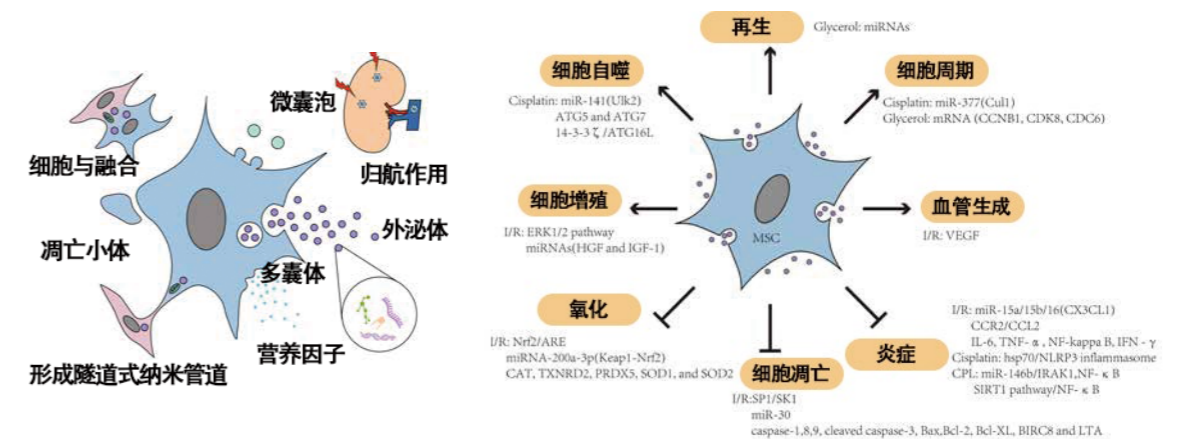 微囊泡
细胞与融合
归航作用
外泌体
凋亡小体
多囊体
营养因子
形成隧道式纳米管道
再生
Glycerol: miRNAs
细胞自噬
Cisplatin: miR-141(Ulk2)
ATG5 and ATG7
14-3-3 ζ /ATG16L
细胞周期
Cisplatin: miR-377(Cul1)
Glycerol: mRNA (CCNB1, CDK8, CDC6)
细胞增殖
I/R: ERK1/2 pathway
miRNAs(HGF and IGF-1)
MSC
血管生成
I/R: VEGF
氧化
I/R: Nrf2/ARE
miRNA-200a-3p(Keap1-Nrf2)
CAT, TXNRD2, PRDX5, SOD1, and SOD2
细胞凋亡
I/R:SP1/SK1
miR-30
caspase-1,8,9, cleaved caspase-3, Bax,Bcl-2, Bcl-XL, BIRC8 and LTA
炎症
I/R: miR-15a/15b/16(CX3CL1)
CCR2/CCL2
IL-6, TNF- α , NF-kappa B, IFN - γ
Cisplatin: hsp70/NLRP3 inflammasome
CPL: miR-146b/IRAK1,NF- κ B
SIRT1 pathway/NF- κ B